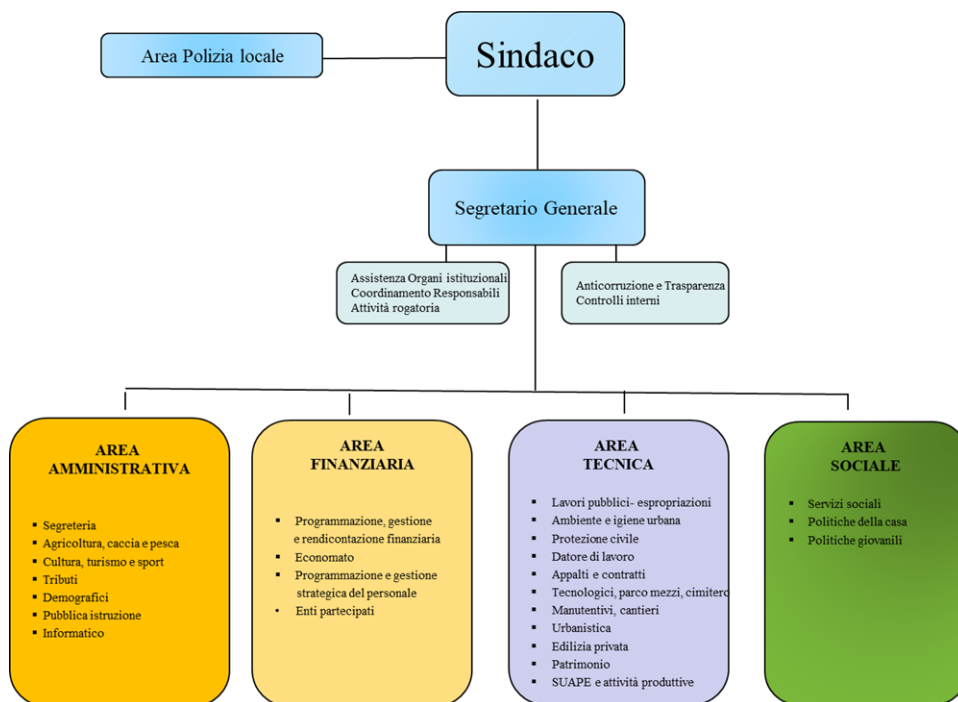 Area Polizia locale
Sindaco
Segretario Generale
Assistenza Organi istituzionali
Coordinamento Responsabili
Attività rogatoria
Anticorruzione e Trasparenza
Controlli interni
AREA
AMMINISTRATIVA
▪ Segreteria
▪ Agricoltura, caccia e pesca
▪ Cultura, turismo e sport
▪ Tributi
▪ Demografici
▪ Pubblica istruzione
▪ Informatico
AREA
FINANZIARIA
▪ Programmazione, gestione
e rendicontazione finanziaria
▪ Economato
▪ Programmazione e gestione
strategica del personale
• Enti partecipati
AREA
TECNICA
▪ Lavori pubblici- espropriazioni
▪ Ambiente e igiene urbana
▪ Protezione civile
▪ Datore di lavoro
▪ Appalti e contratti
▪ Tecnologici, parco mezzi, cimitero
▪ Manutentivi, cantieri
▪ Urbanistica
▪ Edilizia privata
▪ Patrimonio
▪ SUAPE e attività produttive
AREA
SOCIALE
▪ Servizi sociali
▪ Politiche della casa
▪ Politiche giovanili